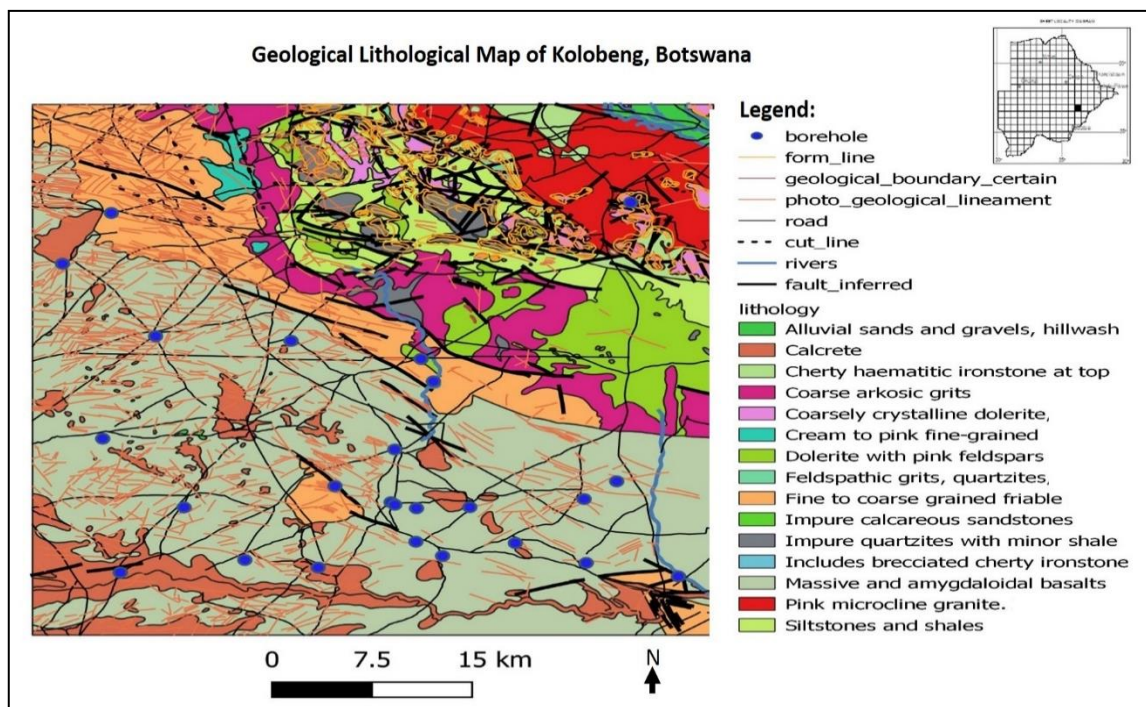 Geological Lithological Map of Kolobeng, Botswana
Legend:
borehole
form_line
geological_boundary_certain
photo_geological_lineament
road
cut_line
rivers
fault_inferred
lithology
Alluvial sands and gravels, hillwash
Calcrete
Cherty haematitic ironstone at top
Coarse arkosic grits
Coarsely crystalline dolerite,
Cream to pink fine-grained
Dolerite with pink feldspars
Feldspathic grits, quartzites,
Fine to coarse grained friable
Impure calcareous sandstones
Impure quartzites with minor shale
Includes brecciated cherty ironstone
Massive and amygdaloidal basalts
Pink microcline granite.
Siltstones and shales
0 7.5 15 km
N